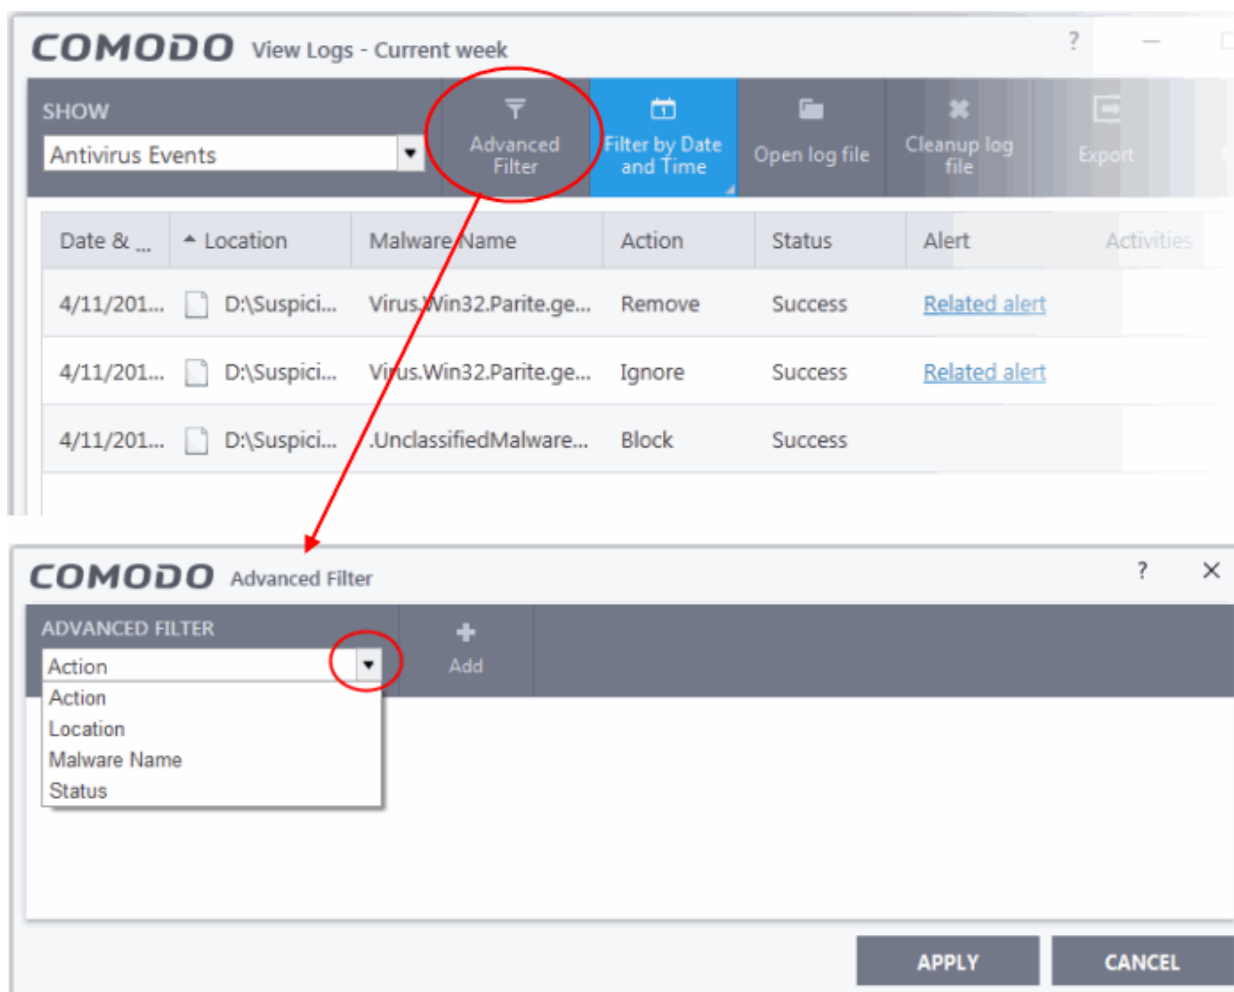 COMODO View Logs - Current week ?
SHOW
Antivirus Events
Advanced
Filter
Filter by Date
and Time
Open log file
Cleanup log
file
Export
Date & ... Location Malware Name Action Status Alert Activities
4/11/201... D:\Suspici... Virus.Win32.Parite.ge... Remove Success Related alert
4/11/201... D:\Suspici... Virus.Win32.Parite.ge... Ignore Success Related alert
4/11/201... D:\Suspici... .UnclassifiedMalware... Block Success
COMODO Advanced Filter ?
ADVANCED FILTER
Action
Add
Action
Location
Malware Name
Status
APPLY CANCEL